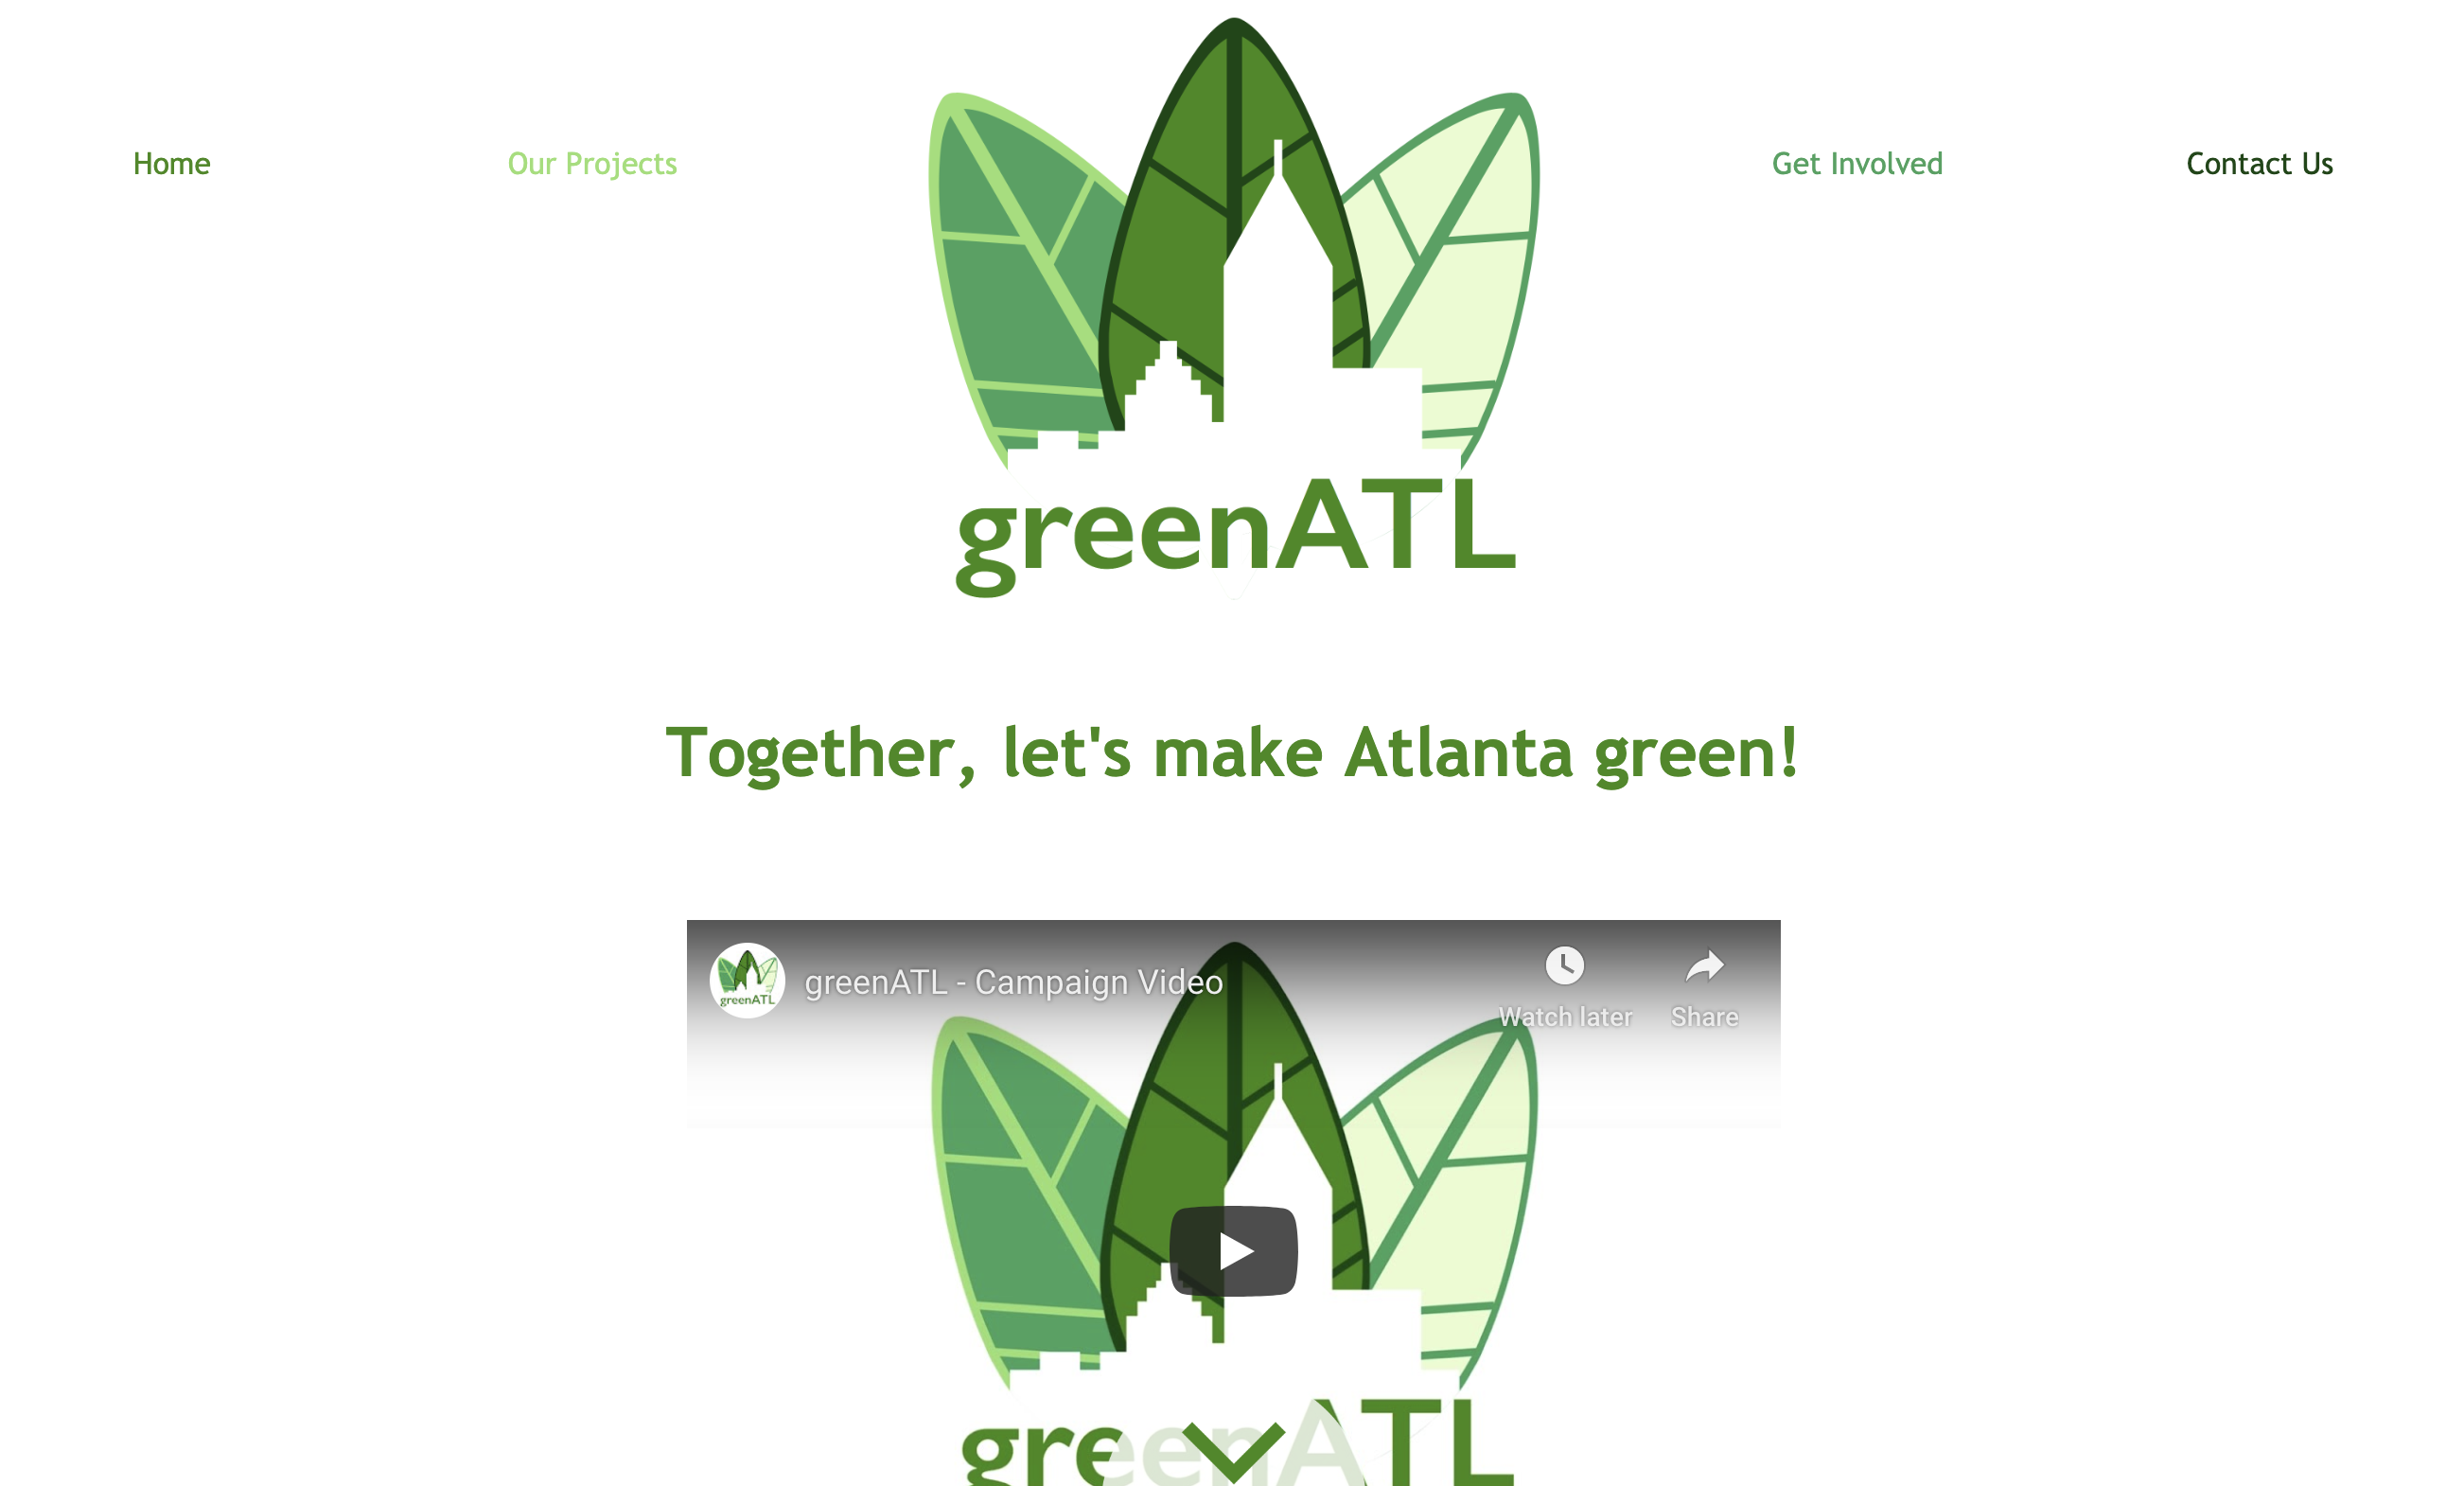 Home
Our Projects
Get Involved
Contact Us
greenATL
Together, let's make Atlanta green!
greenATL
greenATL - Campaign Video
Watch later
Share
greenATL